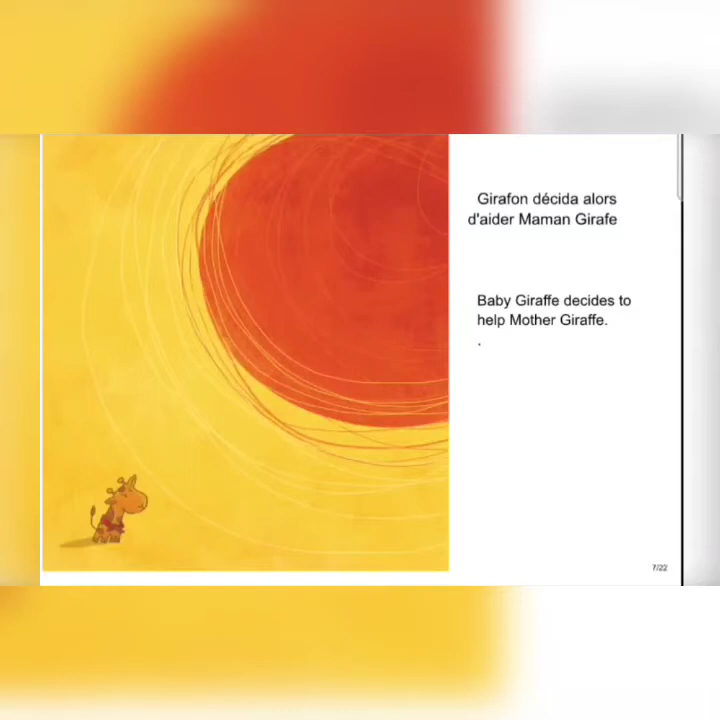 Girafon décida alors
d'aider Maman Girafe
Baby Giraffe decides to
help Mother Giraffe.
.
7/22